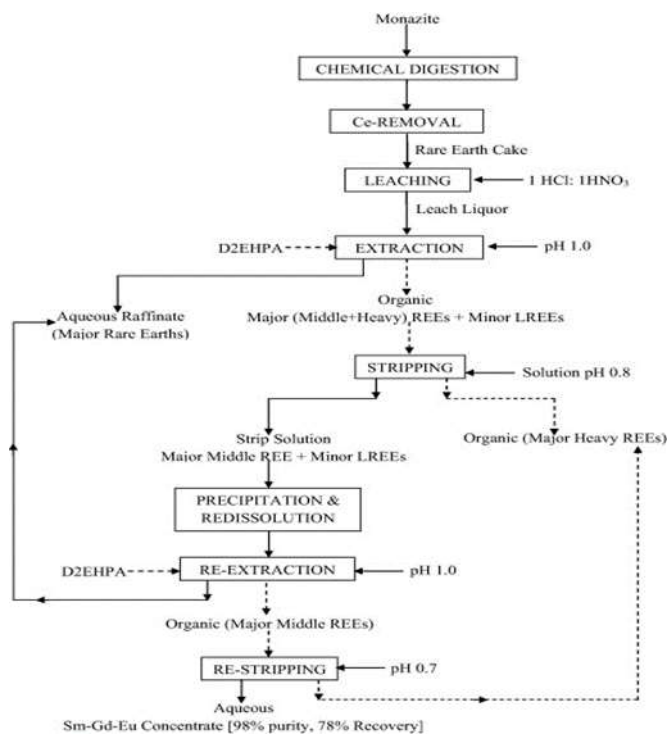 Monazite
CHEMICAL DIGESTION
Ce-REMOVAL
Rare Earth Cake
LEACHING
1 HCl: 1HNO3
Leach Liquor
D2EHPA
EXTRACTION
pH 1.0
Aqueous Raffinate
(Major Rare Earths)
Organic
Major (Middle+Heavy) REEs + Minor LREEs
STRIPPING
Solution pH 0.8
Strip Solution
Major Middle REE + Minor LREEs
Organic (Major Heavy REEs)
PRECIPITATION &
REDISSOLUTION
D2EHPA
RE-EXTRACTION
pH 1.0
Organic (Major Middle REEs)
RE-STRIPPING
pH 0.7
Aqueous
Sm-Gd-Eu Concentrate [98% purity, 78% Recovery]